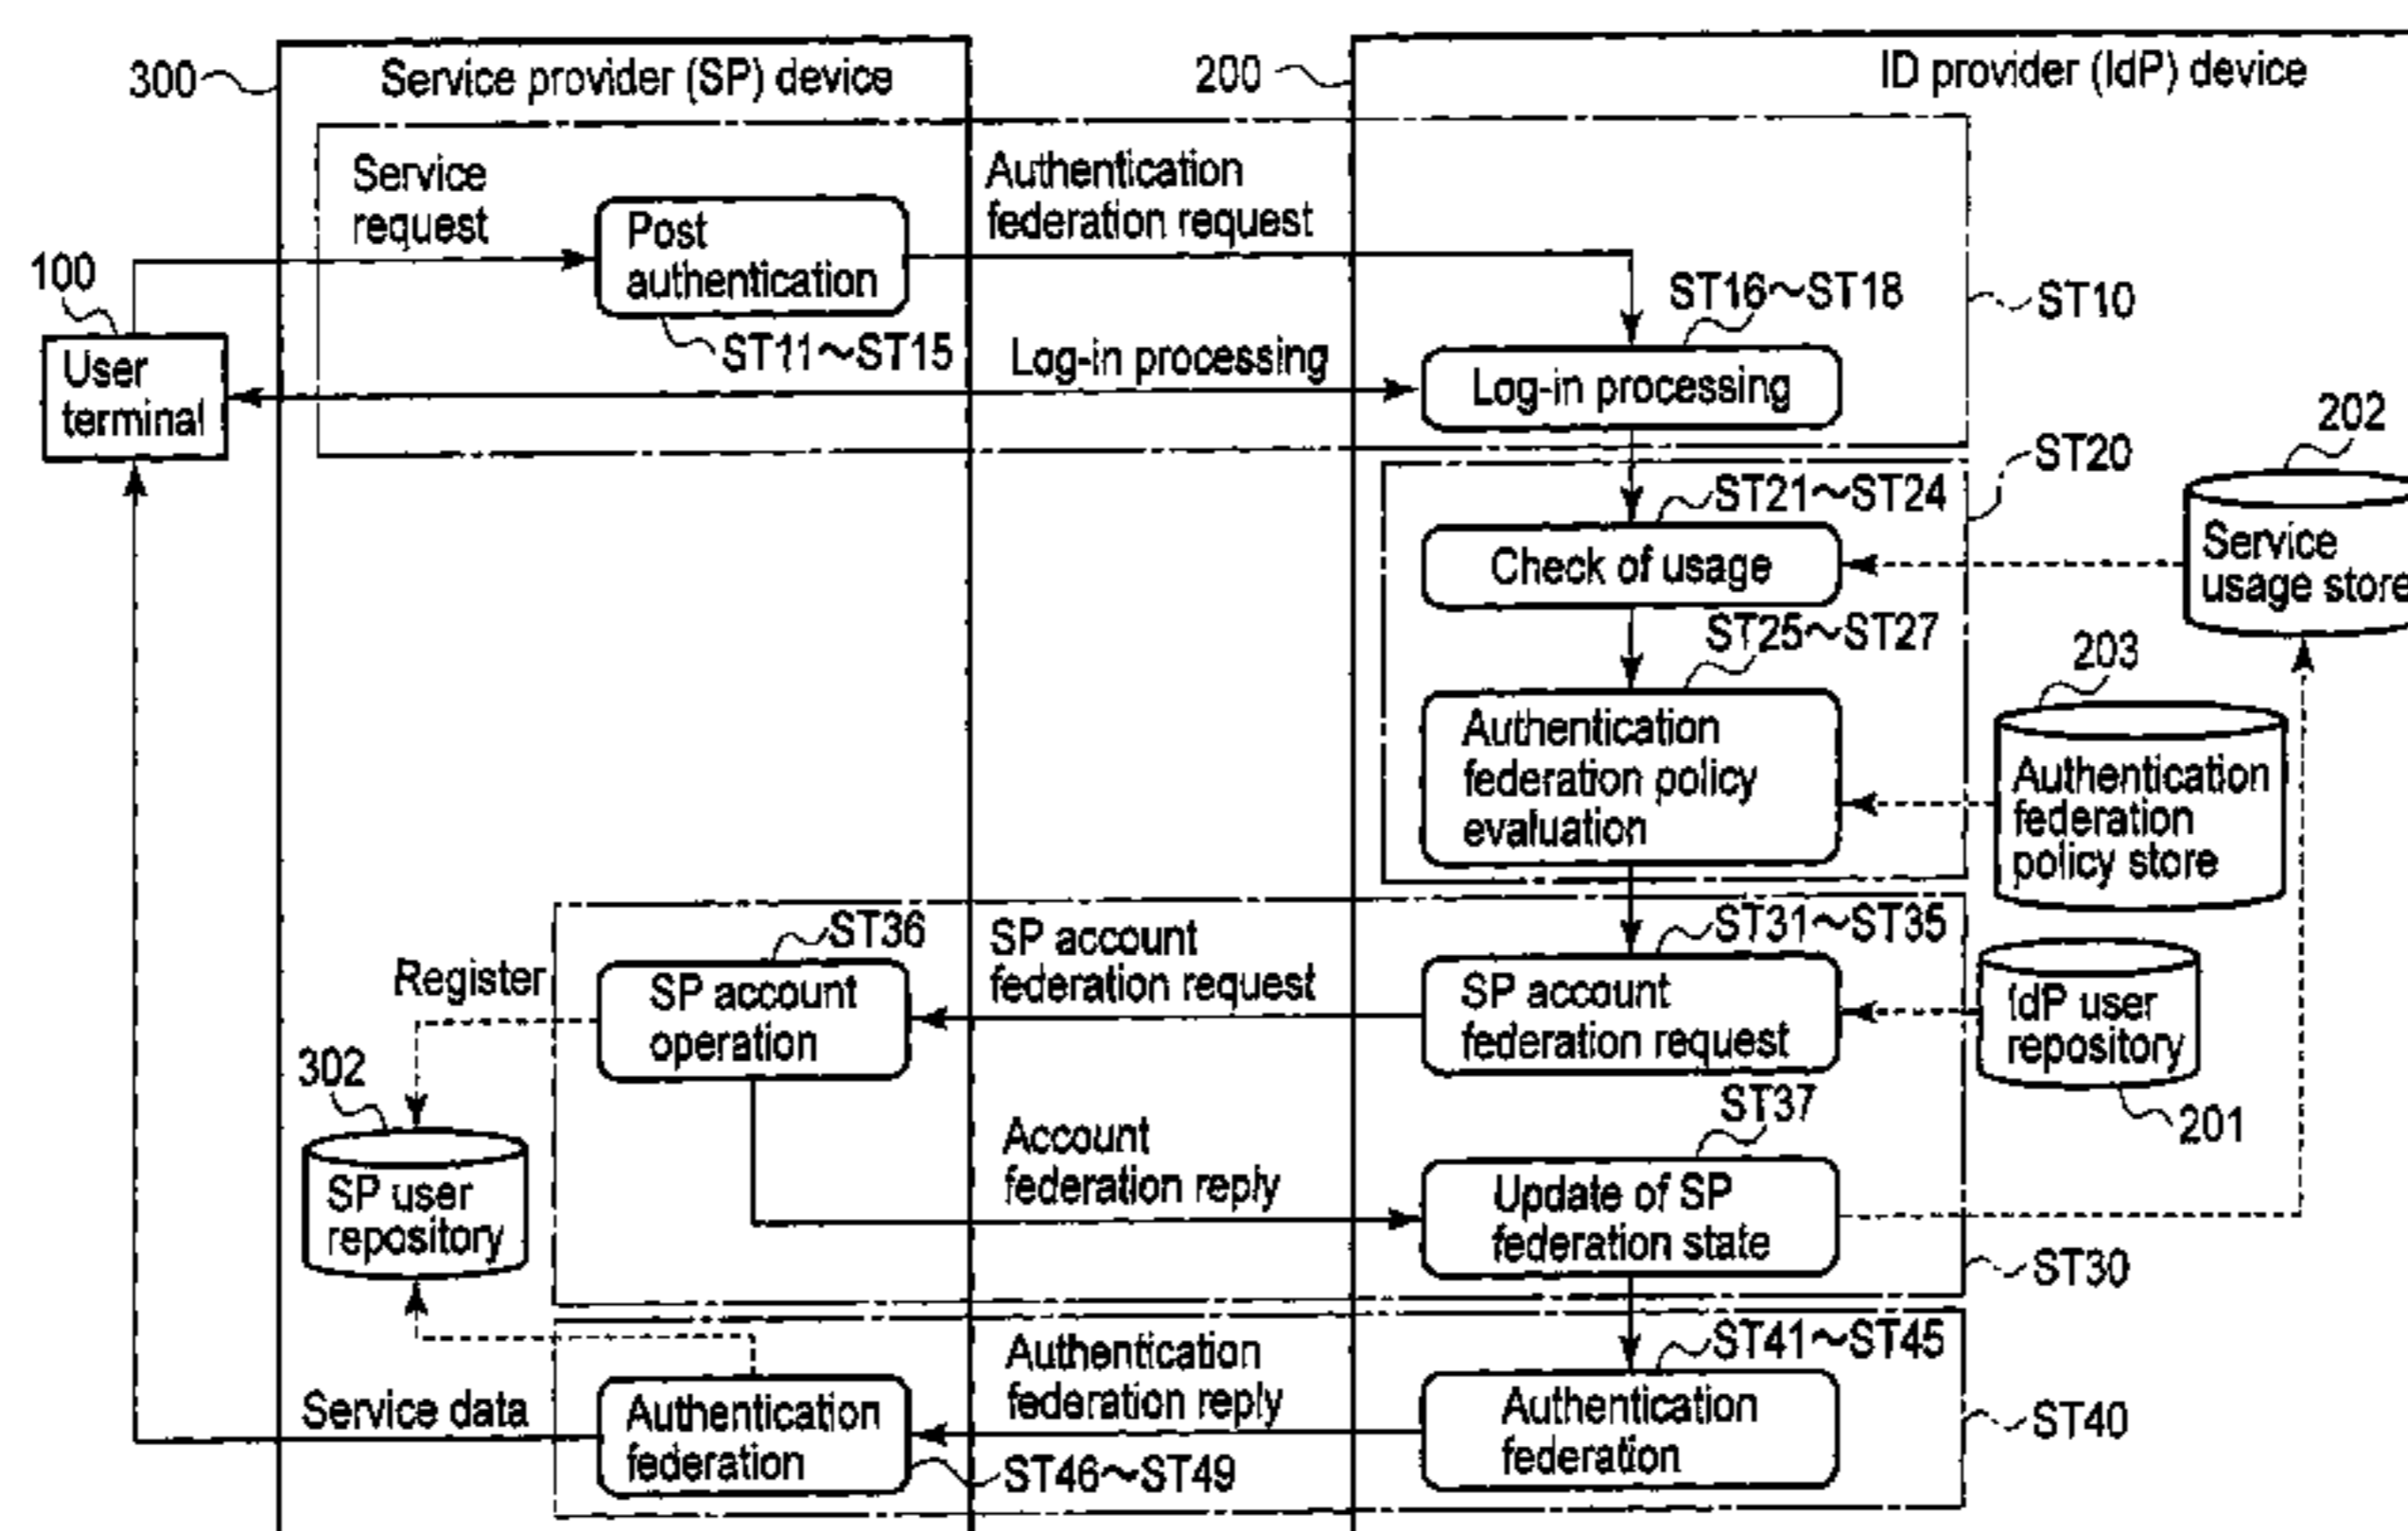 300
Service provider (SP) device
200
ID provider (IdP) device
Service
request
Post
authentication
ST11～ST15
Authentication
federation request
ST16～ST18
ST10
100
User
terminal
Log-in processing
Log-in processing
202
ST20
ST21～ST24
Check of usage
Service
usage store
ST25～ST27
203
Authentication
federation policy
evaluation
Authentication
federation
policy store
ST36
SP account
federation request
ST31～ST35
Register
SP account
operation
SP account
federation request
IdP user
repository
201
302
SP user
repository
Account
federation reply
ST37
Update of SP
federation state
ST30
Authentication
federation reply
ST41～ST45
Service data
Authentication
federation
ST46～ST49
Authentication
federation
ST40